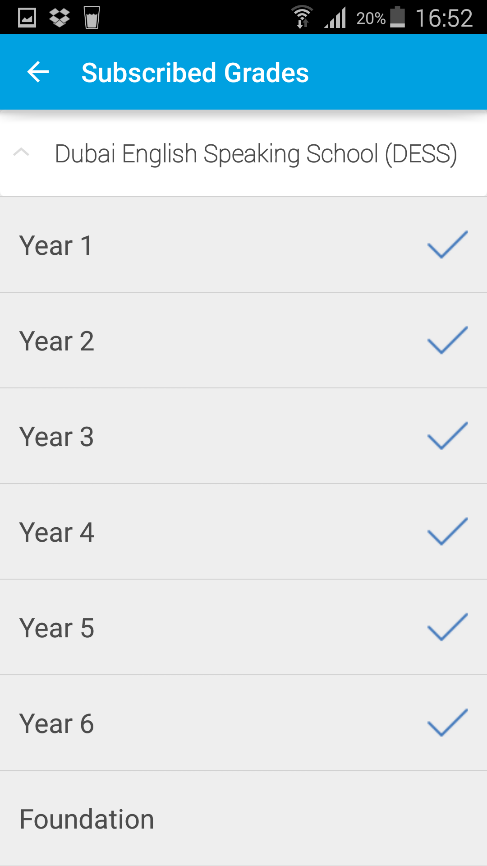 20% 16:52
Subscribed Grades
Dubai English Speaking School (DESS)
Year 1
Year 2
Year 3
Year 4
Year 5
Year 6
Foundation